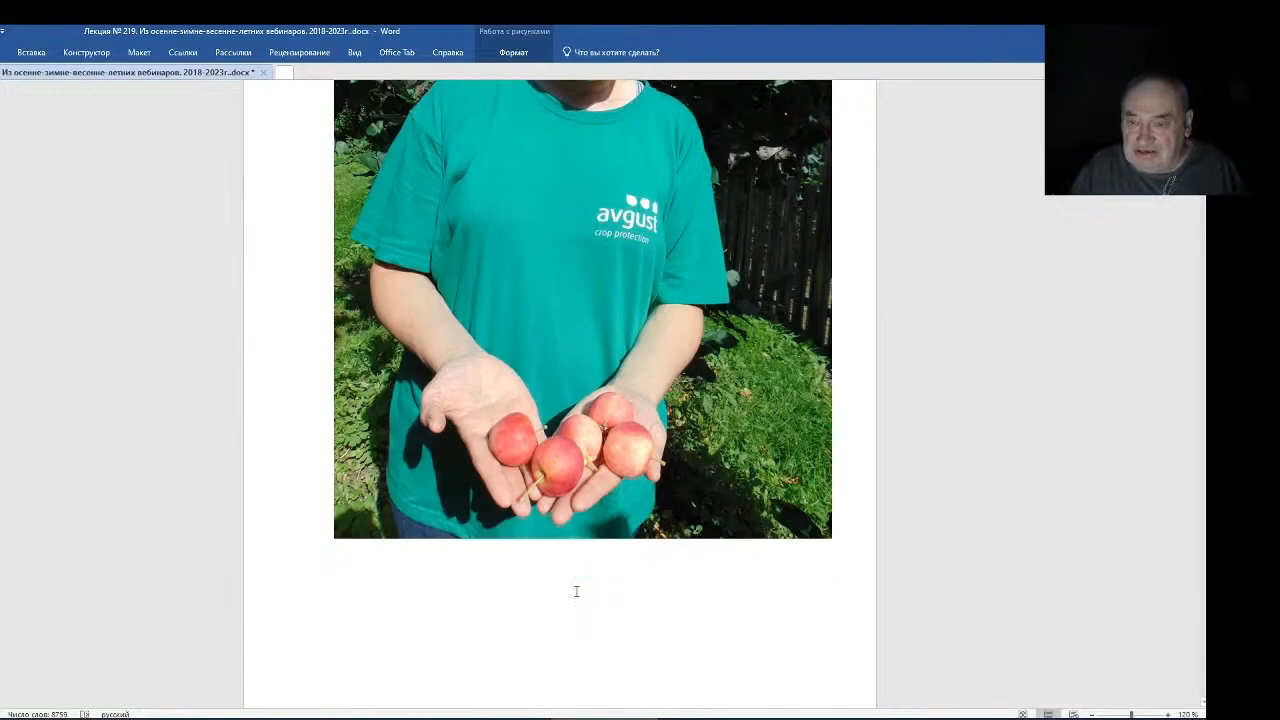 Лекция № 219. Из осенне-зимне-весенне-летних вебинаров. 2018-2023г..docx - Word
Работа с рисунками
Вставка Конструктор Макет Ссылки Рассылки Рецензирование Вид Office Tab Справка Формат Что вы хотите сделать?
Из осенне-зимне-весенне-летних вебинаров. 2018-2023г..docx *
avgust
crop protection
Число слов: 8759 русский 120 %